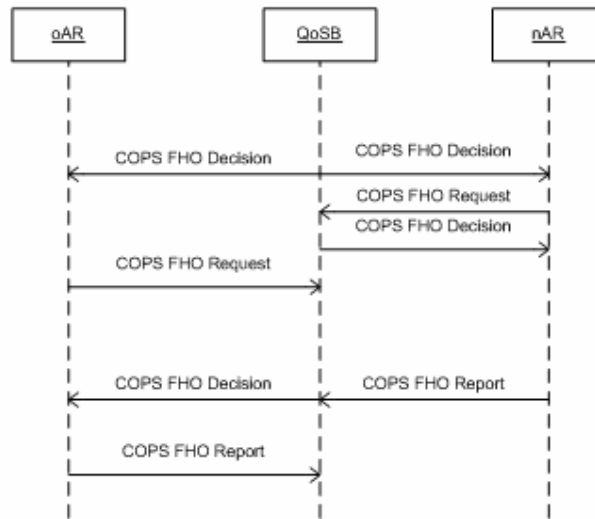 oAR QoSB nAR
COPS FHO Decision COPS FHO Decision
COPS FHO Request
COPS FHO Decision
COPS FHO Request
COPS FHO Decision COPS FHO Report
COPS FHO Report